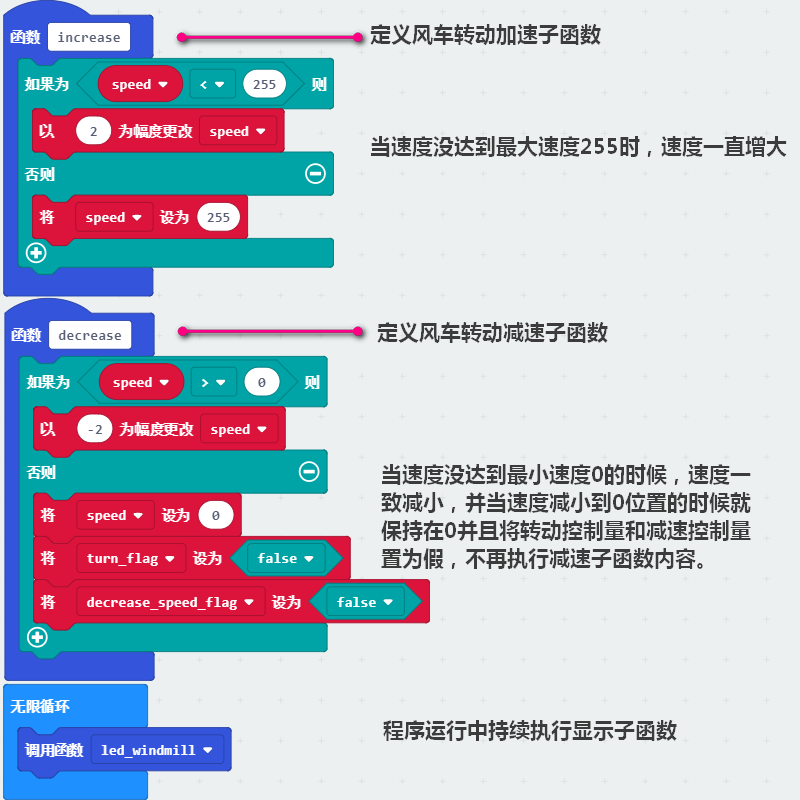 函数 increase
定义风车转动加速子函数
如果为 speed < 255 则
以 2 为幅度更改 speed
当速度没达到最大速度255时，速度一直增大
否则
将 speed 设为 255
函数 decrease
定义风车转动减速子函数
如果为 speed > 0 则
以 -2 为幅度更改 speed
否则
当速度没达到最小速度0的时候，速度一
致减小，并当速度减小到0位置的时候就
保持在0并且将转动控制量和减速控制量
置为假，不再执行减速子函数内容。
将 speed 设为 0
将 turn_flag 设为 false
将 decrease_speed_flag 设为 false
无限循环
调用函数 led_windmill
程序运行中持续执行显示子函数